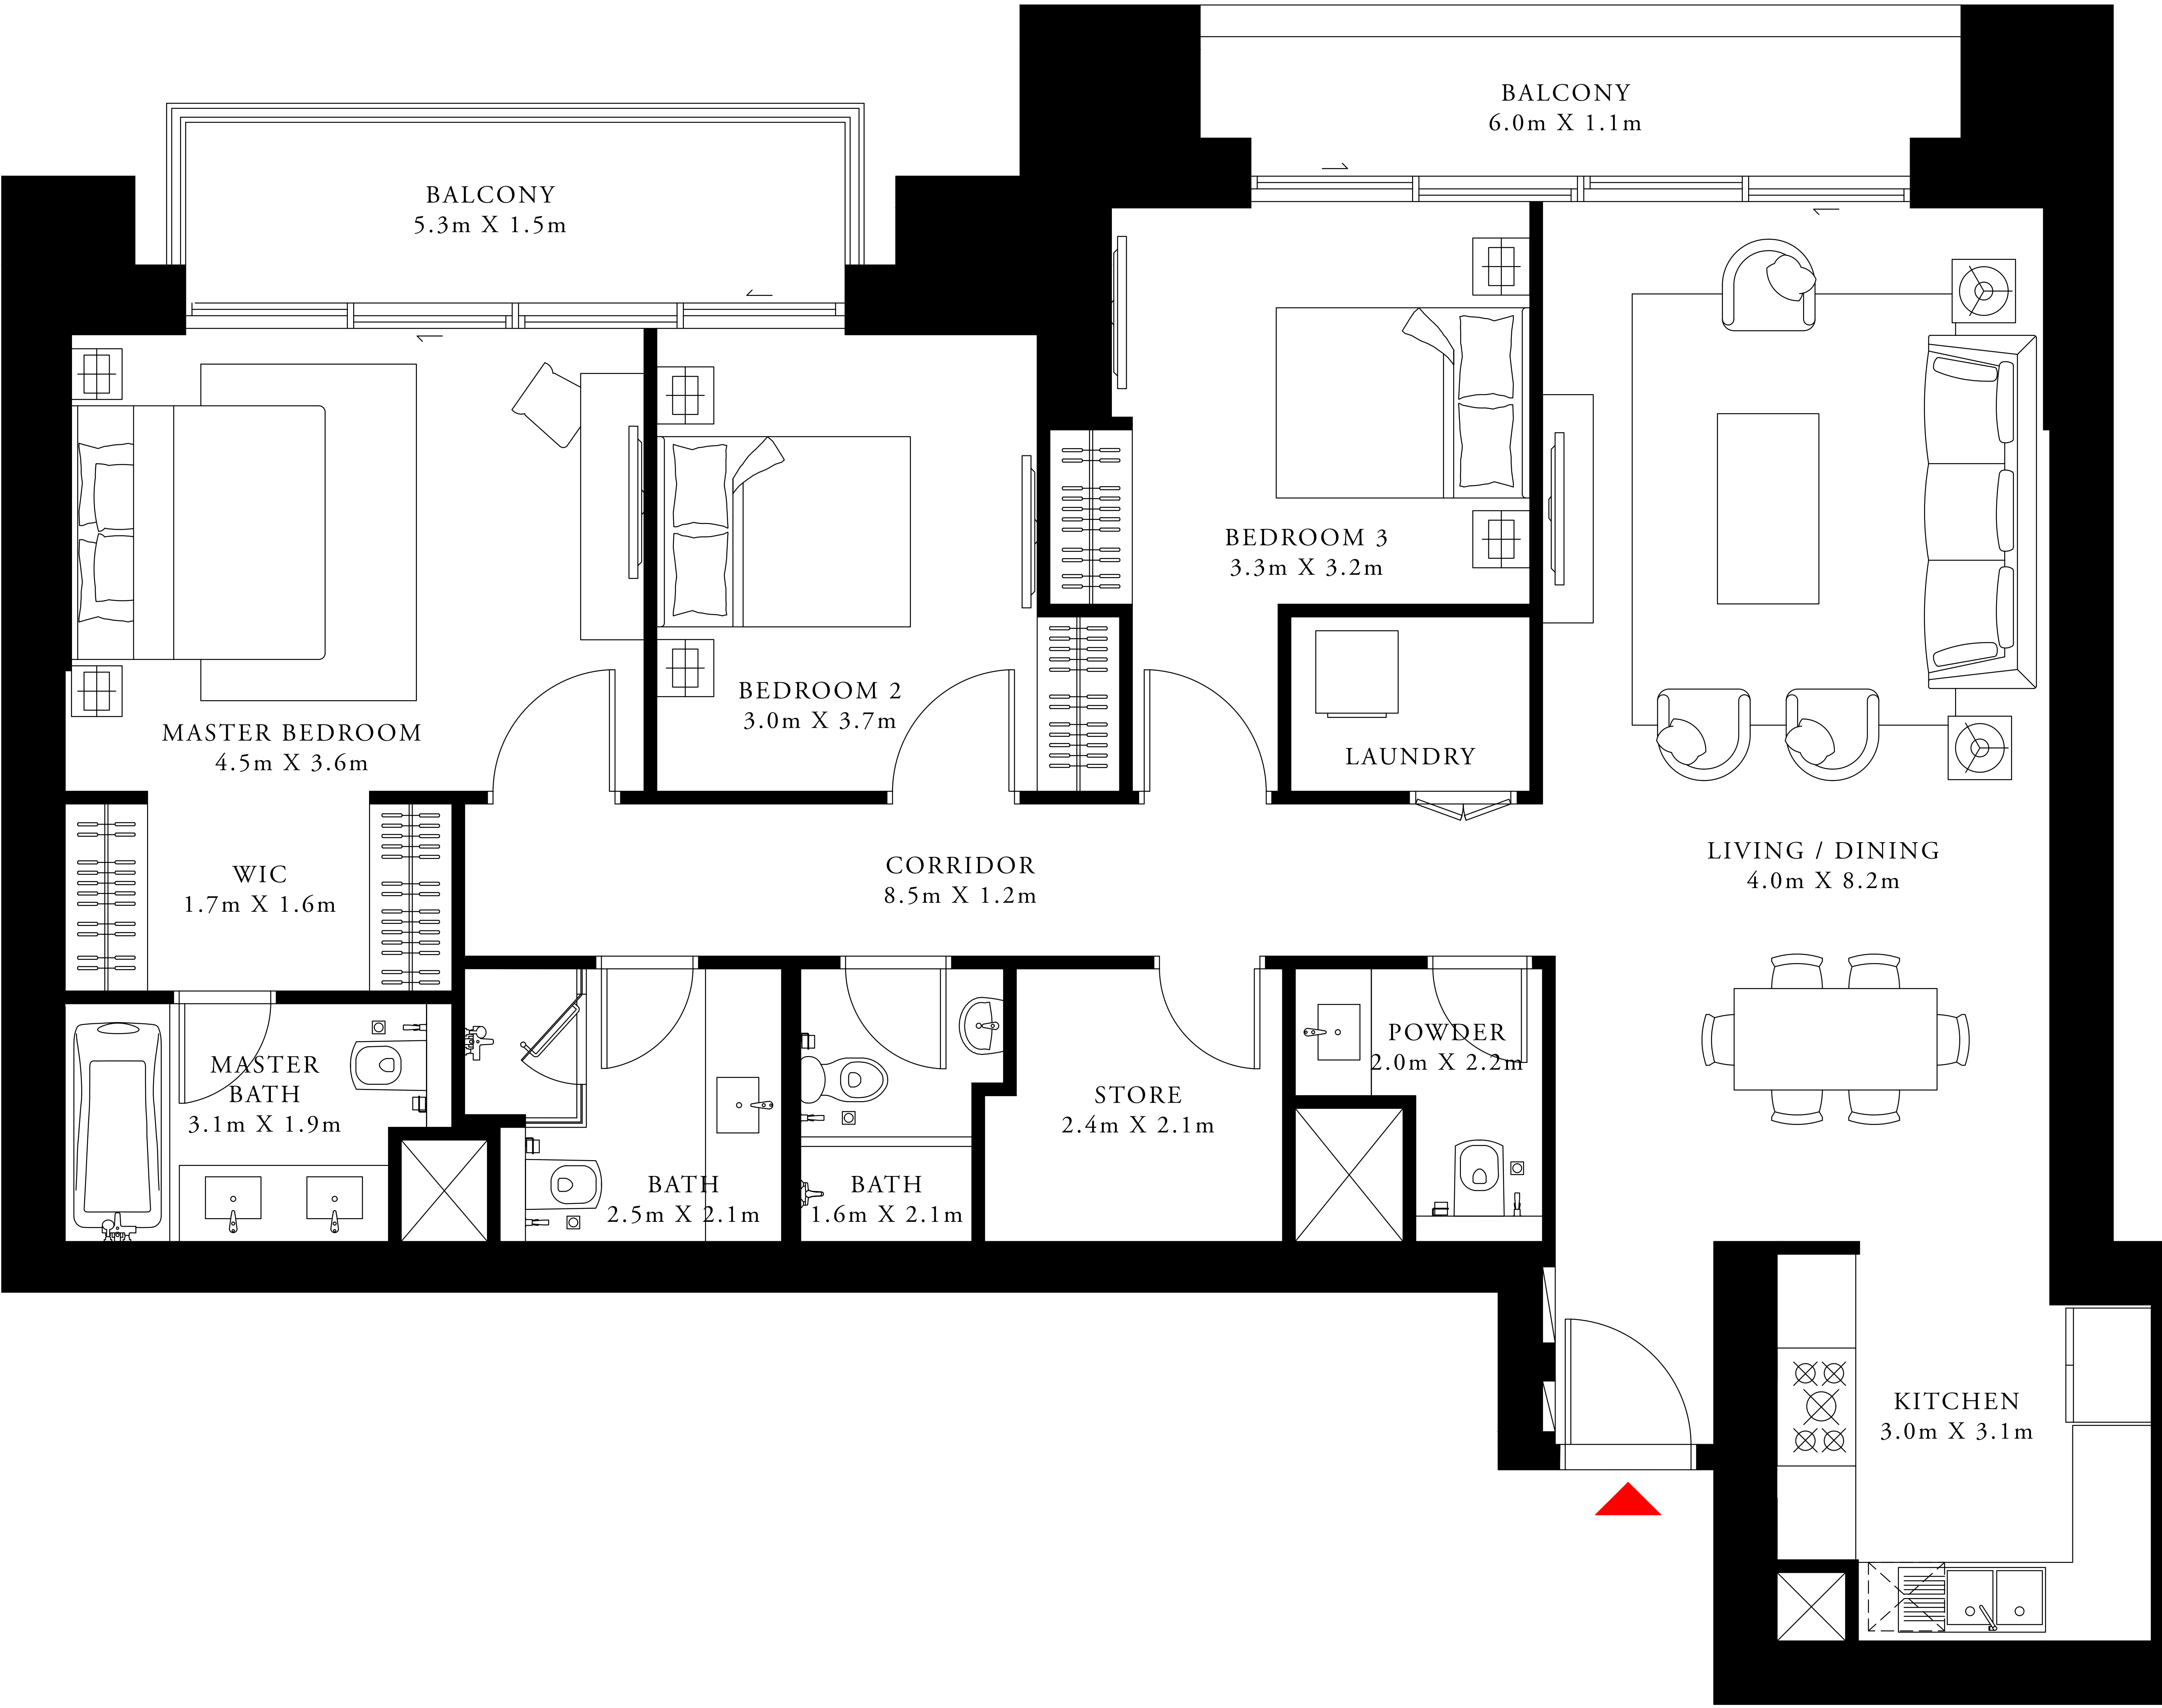 BALCONY
6.0m X 1.1m
BALCONY
5.3m X 1.5m
BEDROOM 3
3.3m X 3.2m
BEDROOM 2
3.0m X 3.7m
MASTER BEDROOM
4.5m X 3.6m
LAUNDRY
LIVING / DINING
4.0m X 8.2m
CORRIDOR
8.5m X 1.2m
WIC
1.7m X 1.6m
MASTER
BATH
3.1m X 1.9m
BATH
2.5m X 2.1m
BATH
1.6m X 2.1m
STORE
2.4m X 2.1m
POWDER
2.0m X 2.2m
KITCHEN
3.0m X 3.1m